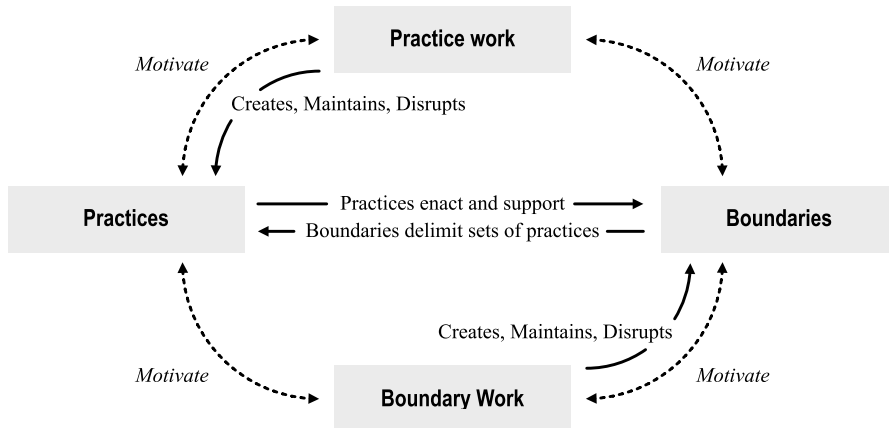 Practice work
Motivate
Motivate
Creates, Maintains, Disrupts
Practices
Practices enact and support
Boundaries delimit sets of practices
Boundaries
Creates, Maintains, Disrupts
Motivate
Motivate
Boundary Work